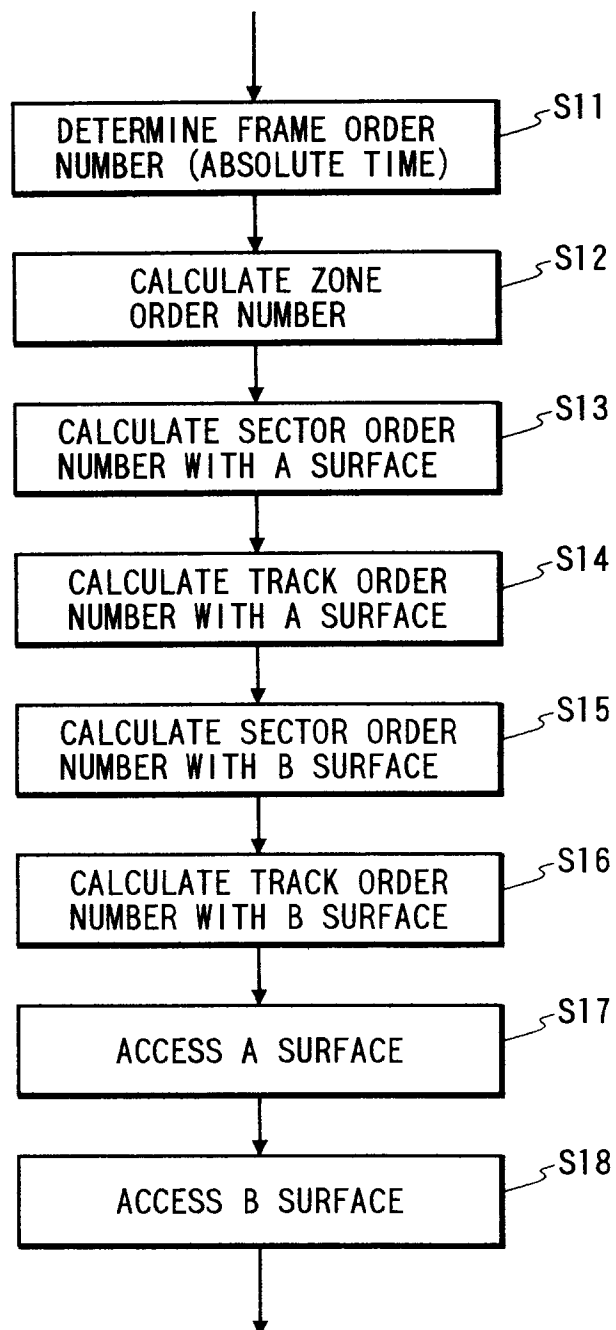 S11
DETERMINE FRAME ORDER
NUMBER (ABSOLUTE TIME)
S12
CALCULATE ZONE
ORDER NUMBER
S13
CALCULATE SECTOR ORDER
NUMBER WITH A SURFACE
S14
CALCULATE TRACK ORDER
NUMBER WITH A SURFACE
S15
CALCULATE SECTOR ORDER
NUMBER WITH B SURFACE
S16
CALCULATE TRACK ORDER
NUMBER WITH B SURFACE
S17
ACCESS A SURFACE
S18
ACCESS B SURFACE